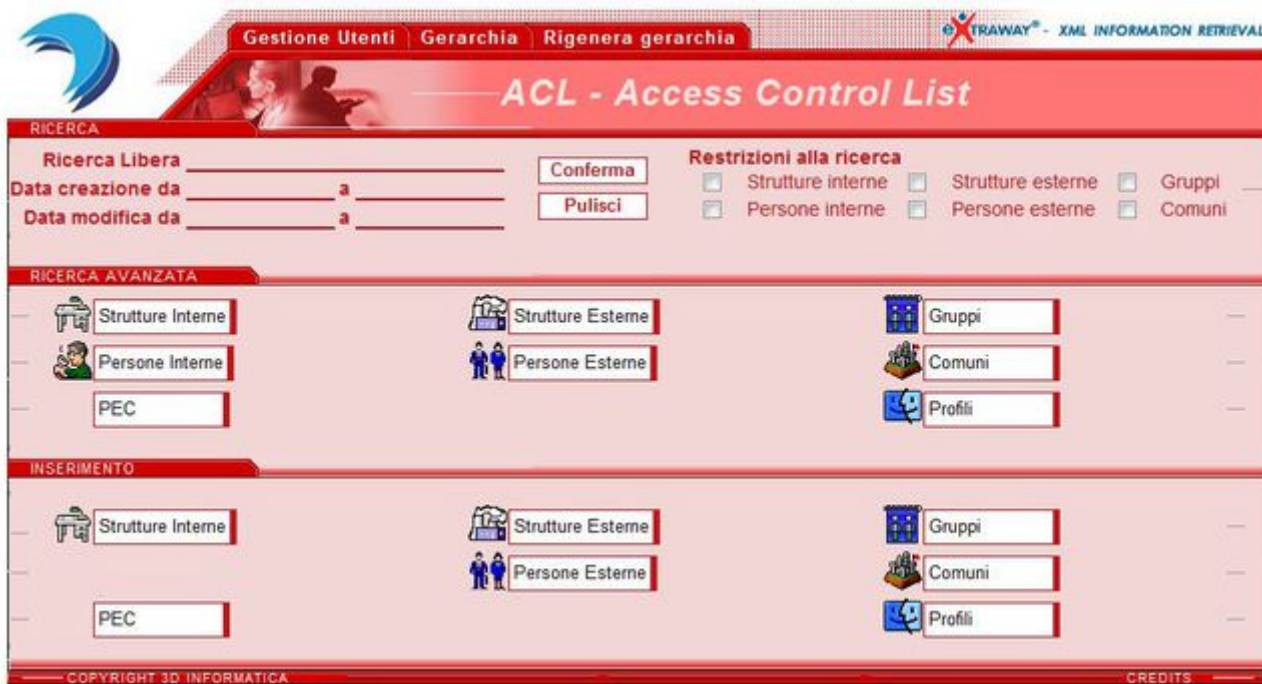 Gestione Utenti Gerarchia Rigenera gerarchia
eXTRAWAY® - XML INFORMATION RETRIEVAL
ACL - Access Control List
RICERCA
Ricerca Libera
Conferma
Restrizioni alla ricerca
Data creazione da a
Strutture interne Strutture esterne Gruppi
Data modifica da a
Pulisci
Persone interne Persone esterne Comuni
RICERCA AVANZATA
Strutture Interne Strutture Esterne Gruppi
Persone Interne Persone Esterne Comuni
PEC Profili
INSERIMENTO
Strutture Interne Strutture Esterne Gruppi
Persone Esterne Comuni
PEC Profili
COPYRIGHT 3D INFORMATICA CREDITS